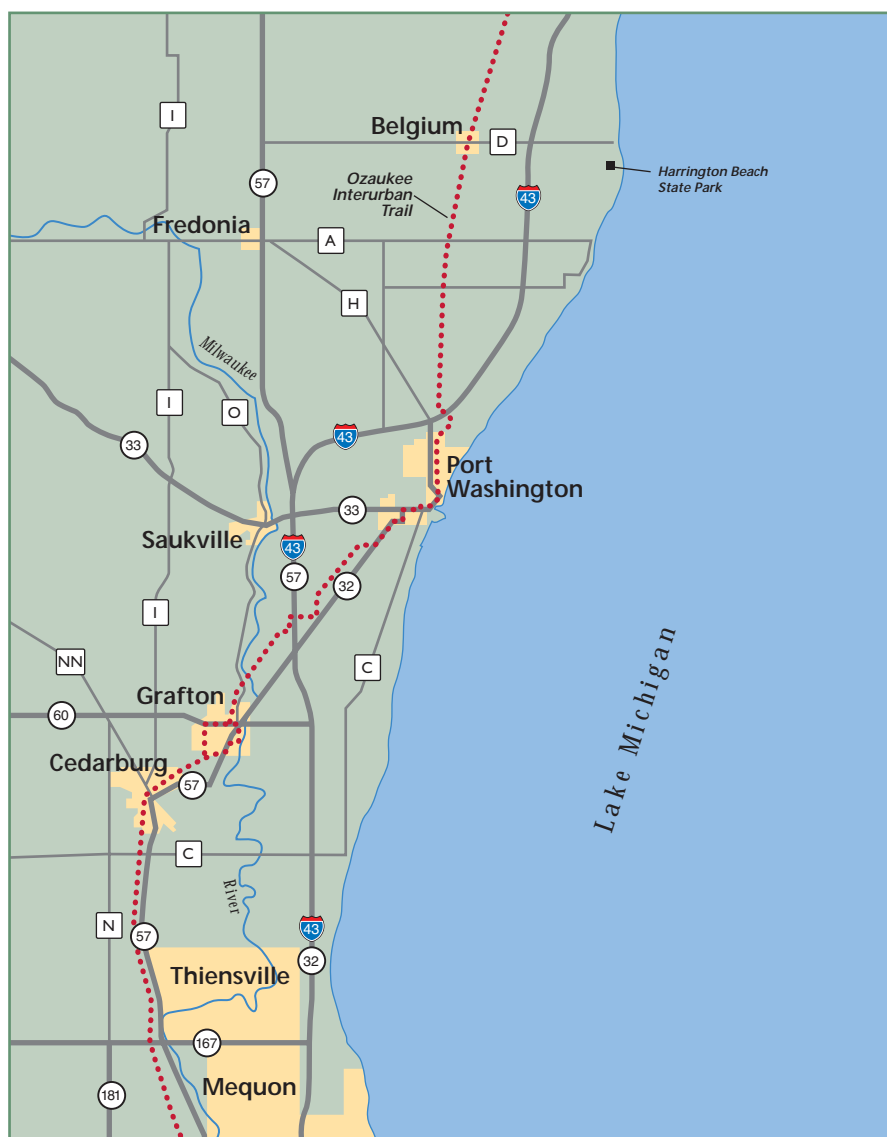 I
Belgium
D
57
Ozaukee
Interurban
Trail
43
Harrington Beach
State Park
Fredonia
A
H
Milwaukee
I
O
33
43
Port
Washington
33
Saukville
43
57
32
I
NN
C
Grafton
60
Cedarburg
57
Lake Michigan
C
River
N
57
43
32
Thiensville
167
Mequon
181